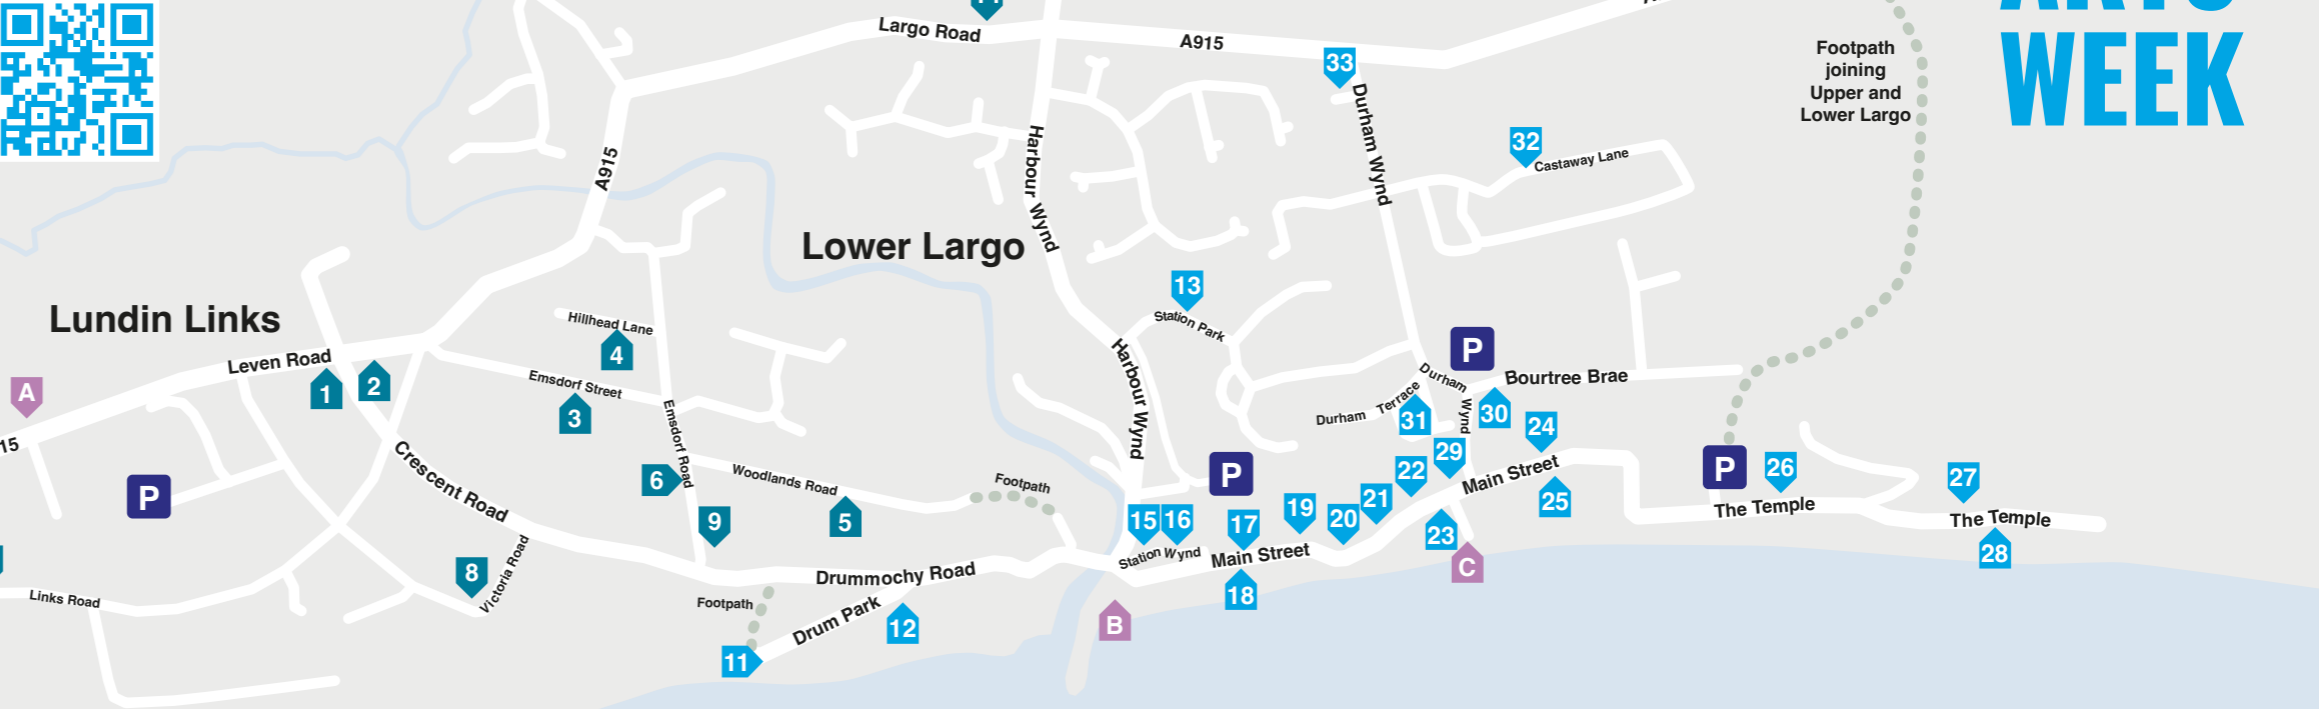 WEEK
Largo Road
A915
33
Footpath
joining
Upper and
Lower Largo
Durham Wynd
Harbour Wynd
A915
32
Castaway Lane
Lower Largo
Lundin Links
13
Station Park
Hillhead Lane
4
Leven Road
A
1
2
Emsdorf Street
3
Harbour Wynd
P
Durham Wynd
Bourtree Brae
Durham Terrace
31
30
24
15
Crescent Road
Emsdorf Road
6
Woodlands Road
5
Footpath
P
P
22
29
Main Street
25
P
26
27
The Temple
The Temple
28
9
15
16
17
19
20
21
23
C
Station Wynd
Main Street
18
8
Victoria Road
Links Road
Drummochy Road
Footpath
Drum Park
12
11
B